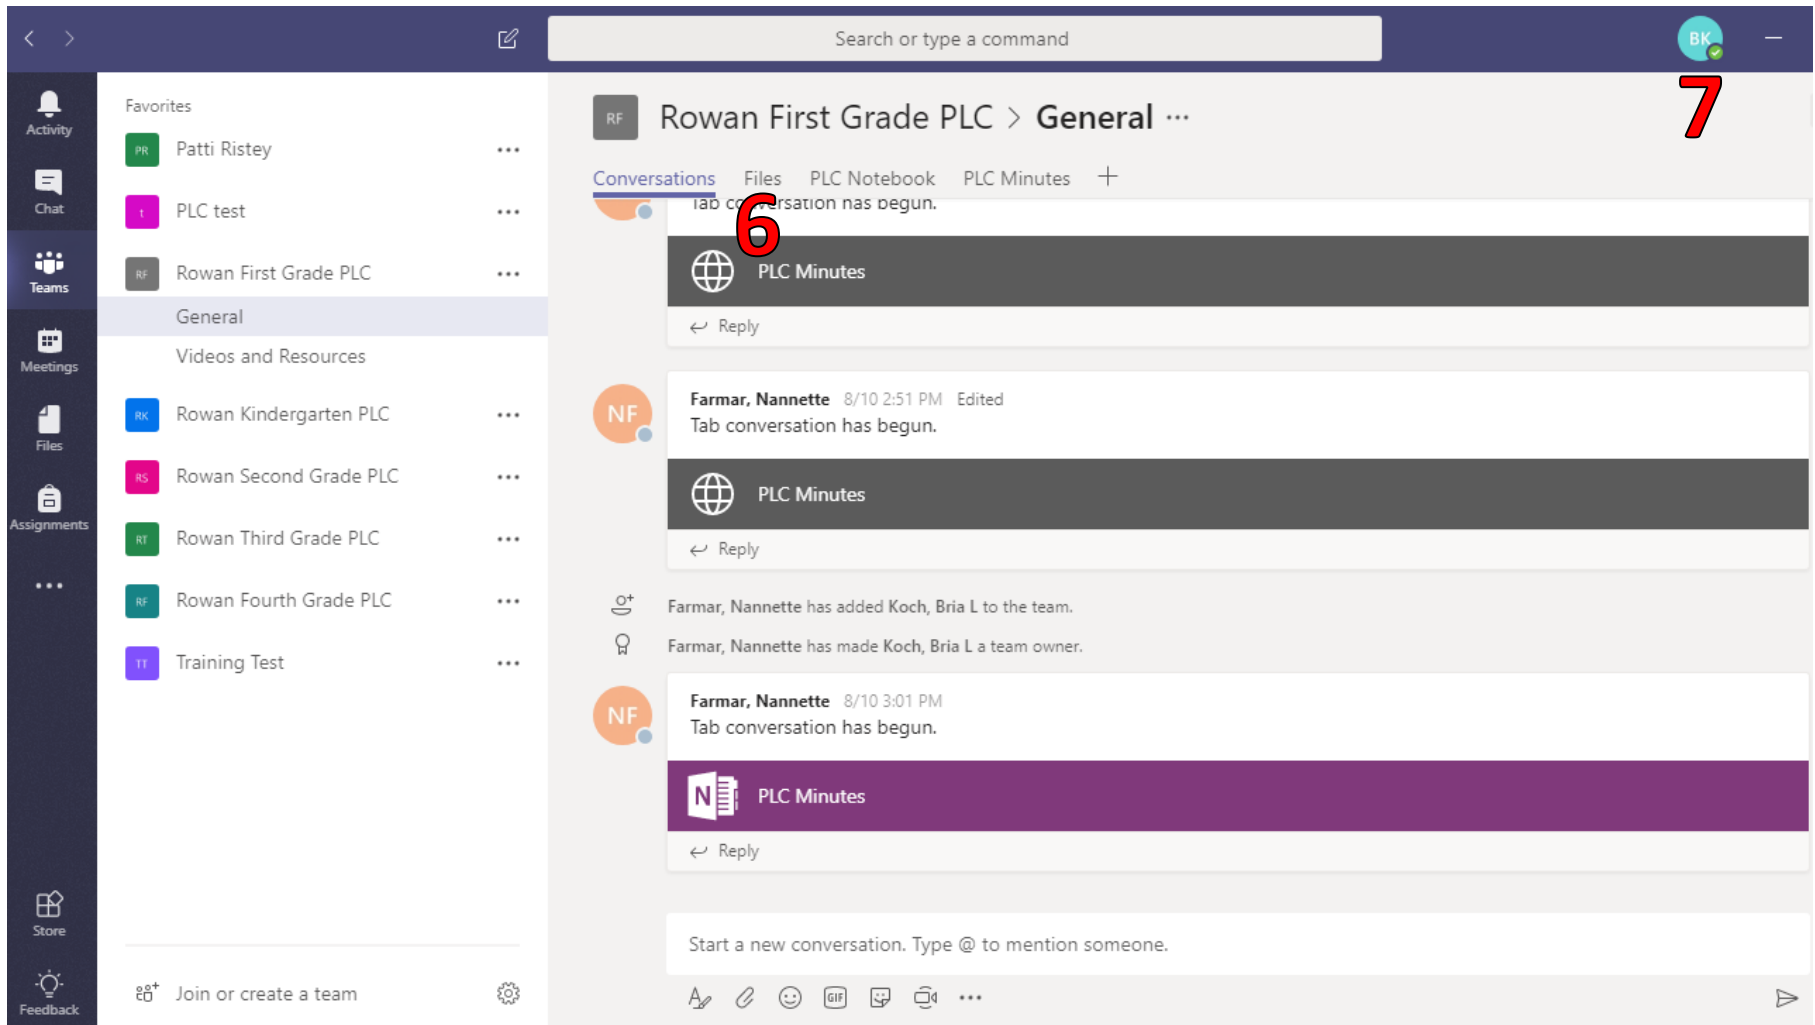 Search or type a command
BK
7
Activity
Chat
Teams
Meetings
Files
Assignments
Store
Feedback
Favorites
PR Patti Ristey
t PLC test
RF Rowan First Grade PLC
General
Videos and Resources
RK Rowan Kindergarten PLC
RS Rowan Second Grade PLC
RT Rowan Third Grade PLC
RF Rowan Fourth Grade PLC
TT Training Test
Join or create a team
RF Rowan First Grade PLC > General ...
Conversations Files PLC Notebook PLC Minutes +
6
Tab conversation has begun.
PLC Minutes
Reply
NF
Farmar, Nannette 8/10 2:51 PM Edited
Tab conversation has begun.
PLC Minutes
Reply
Farmar, Nannette has added Koch, Bria L to the team.
Farmar, Nannette has made Koch, Bria L a team owner.
NF
Farmar, Nannette 8/10 3:01 PM
Tab conversation has begun.
N PLC Minutes
Reply
Start a new conversation. Type @ to mention someone.
GIF